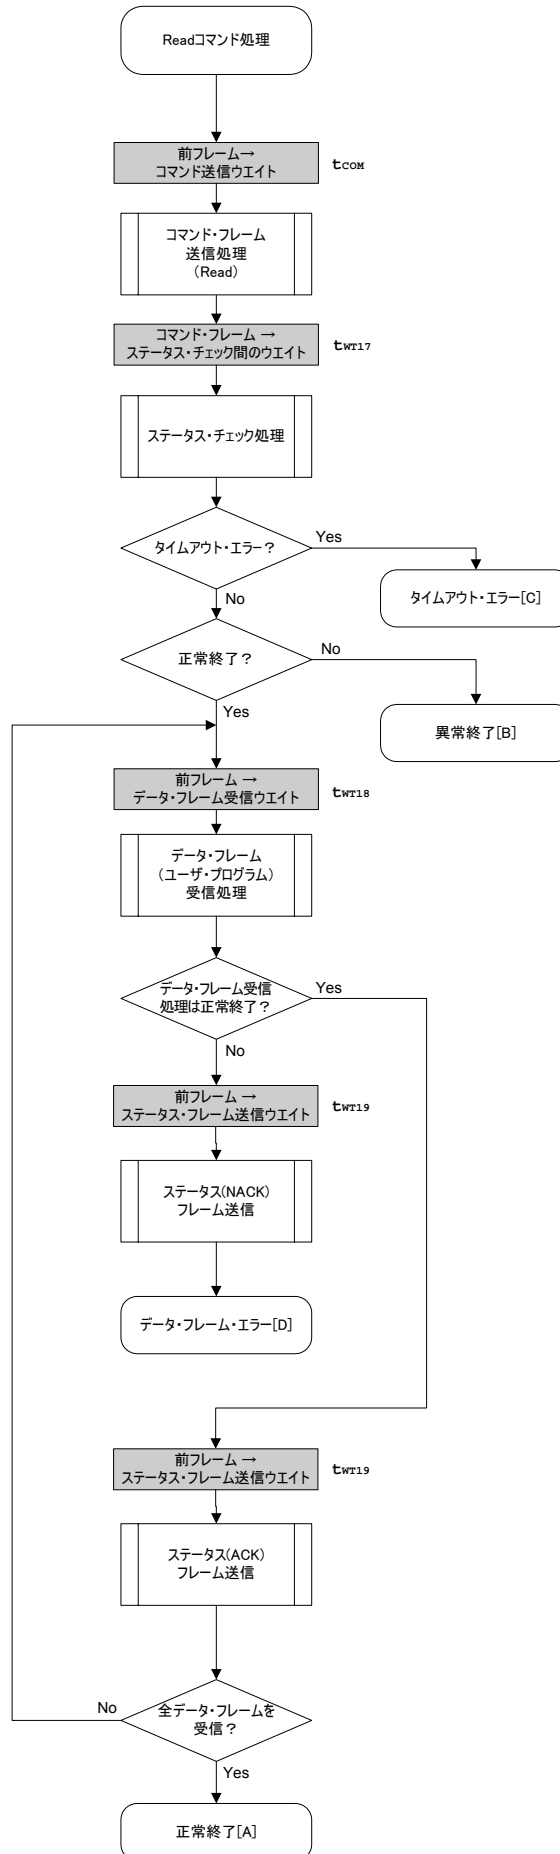 Readコマンド処理
前フレーム→
コマンド送信ウエイト
tCOM
コマンド・フレーム
送信処理
（Read）
コマンド・フレーム →
ステータス・チェック間のウエイト
tWT17
ステータス・チェック処理
タイムアウト・エラー？
Yes
タイムアウト・エラー[C]
No
正常終了？
No
異常終了[B]
Yes
前フレーム →
データ・フレーム受信ウエイト
tWT18
データ・フレーム
（ユーザ・プログラム）
受信処理
データ・フレーム受信
処理は正常終了？
Yes
No
前フレーム →
ステータス・フレーム送信ウエイト
tWT19
ステータス(NACK)
フレーム送信
データ・フレーム・エラー[D]
前フレーム →
ステータス・フレーム送信ウエイト
tWT19
ステータス(ACK)
フレーム送信
全データ・フレームを
受信？
No
Yes
正常終了[A]